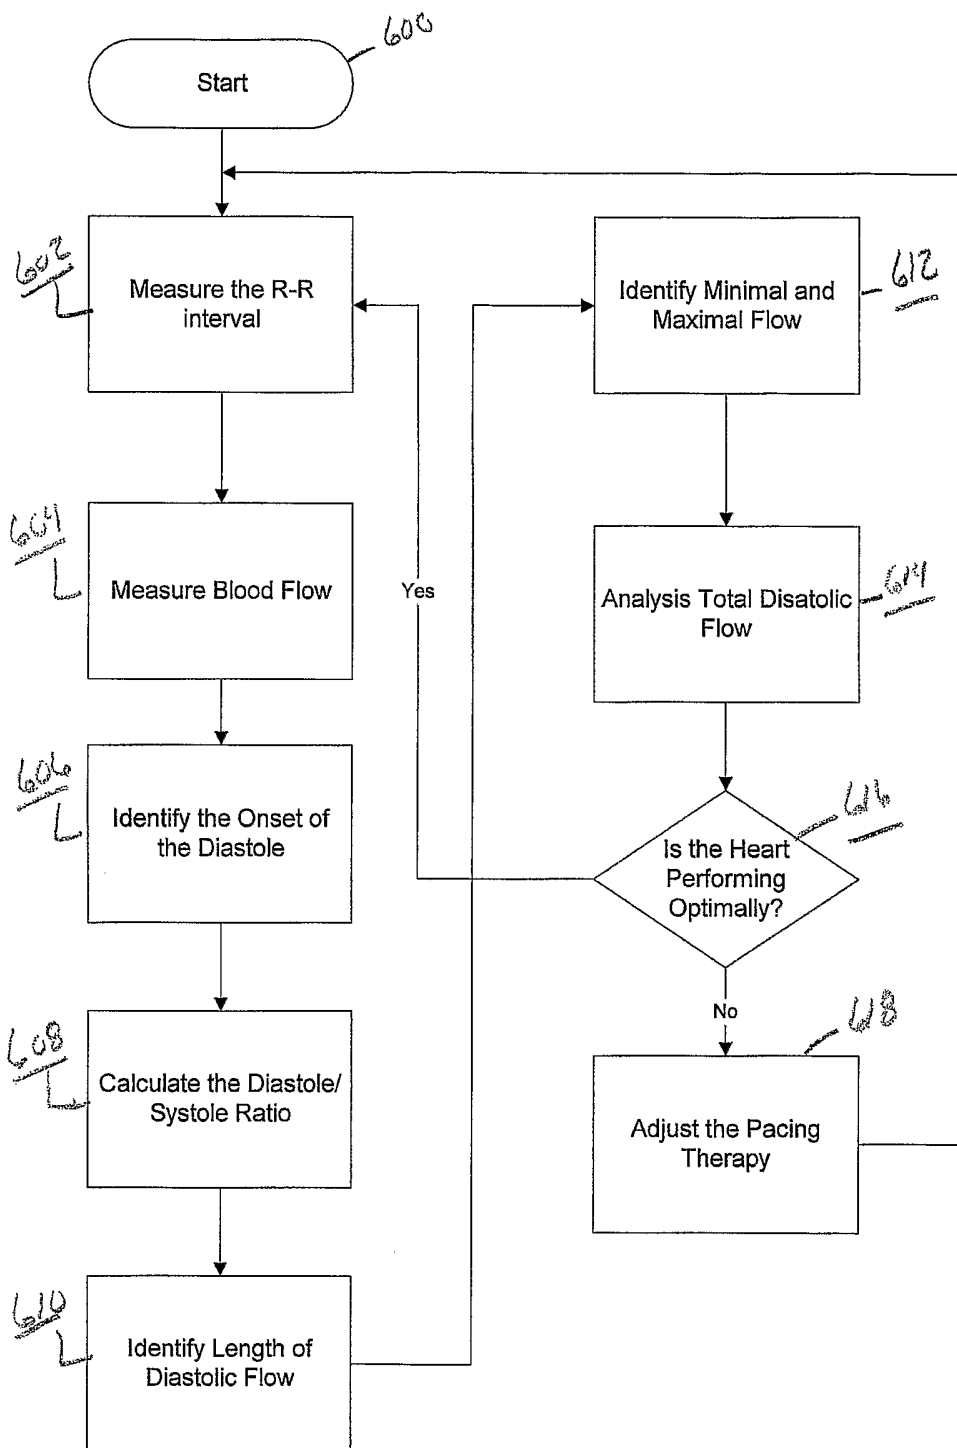 600
Start
602
Measure the R-R
interval
604
Measure Blood Flow
606
Identify the Onset of
the Diastole
608
Calculate the Diastole/
Systole Ratio
610
Identify Length of
Diastolic Flow
Yes
612
Identify Minimal and
Maximal Flow
614
Analysis Total Disatolic
Flow
616
Is the Heart
Performing
Optimally?
No
618
Adjust the Pacing
Therapy